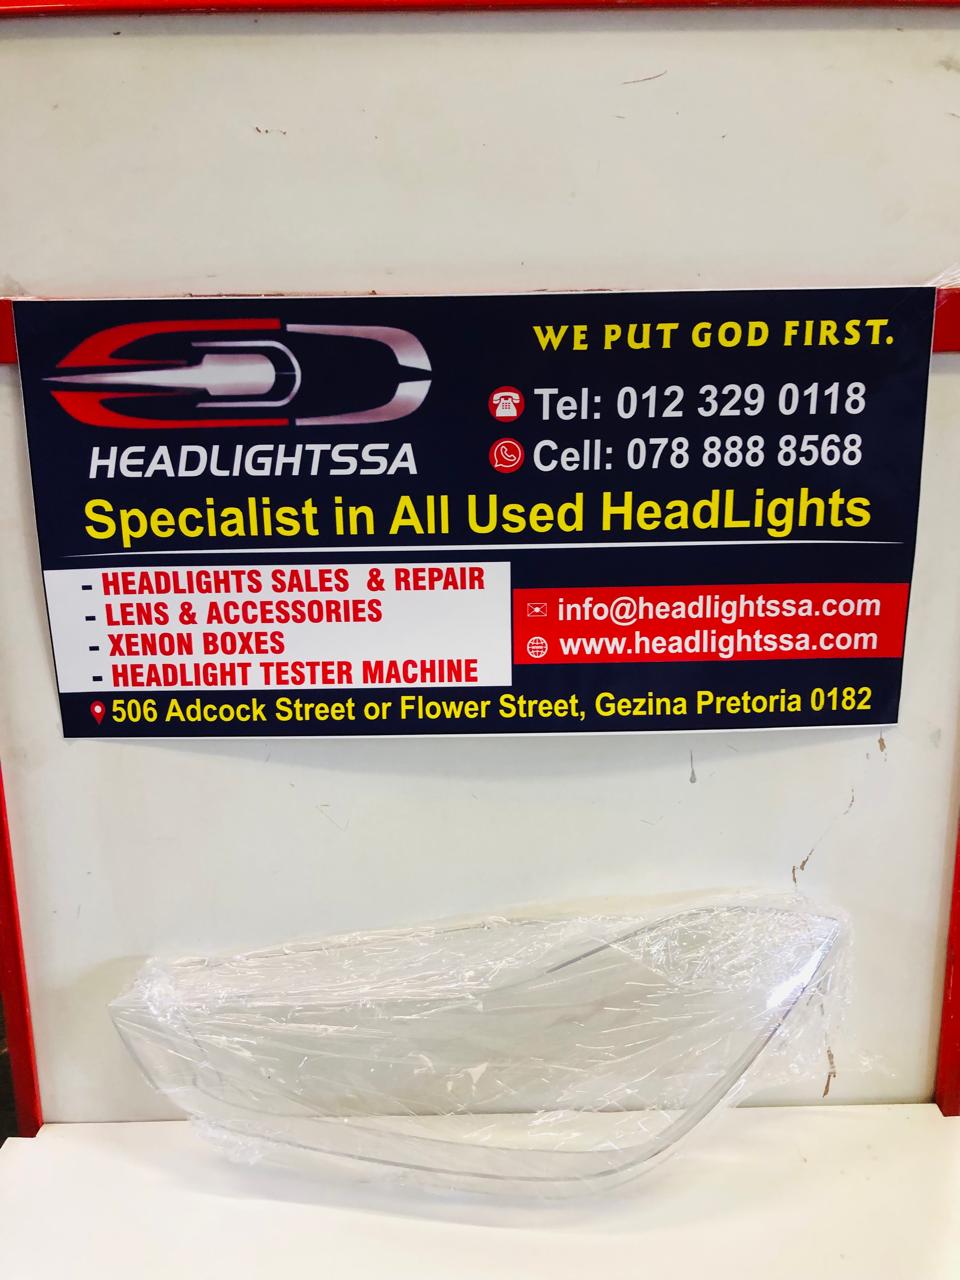 WE PUT GOD FIRST.
Tel: 012 329 0118
Cell: 078 888 8568
HEADLIGHTSSA
Specialist in All Used HeadLights
- HEADLIGHTS SALES & REPAIR
- LENS & ACCESSORIES
- XENON BOXES
- HEADLIGHT TESTER MACHINE
info@headlightssa.com
www.headlightssa.com
506 Adcock Street or Flower Street, Gezina Pretoria 0182